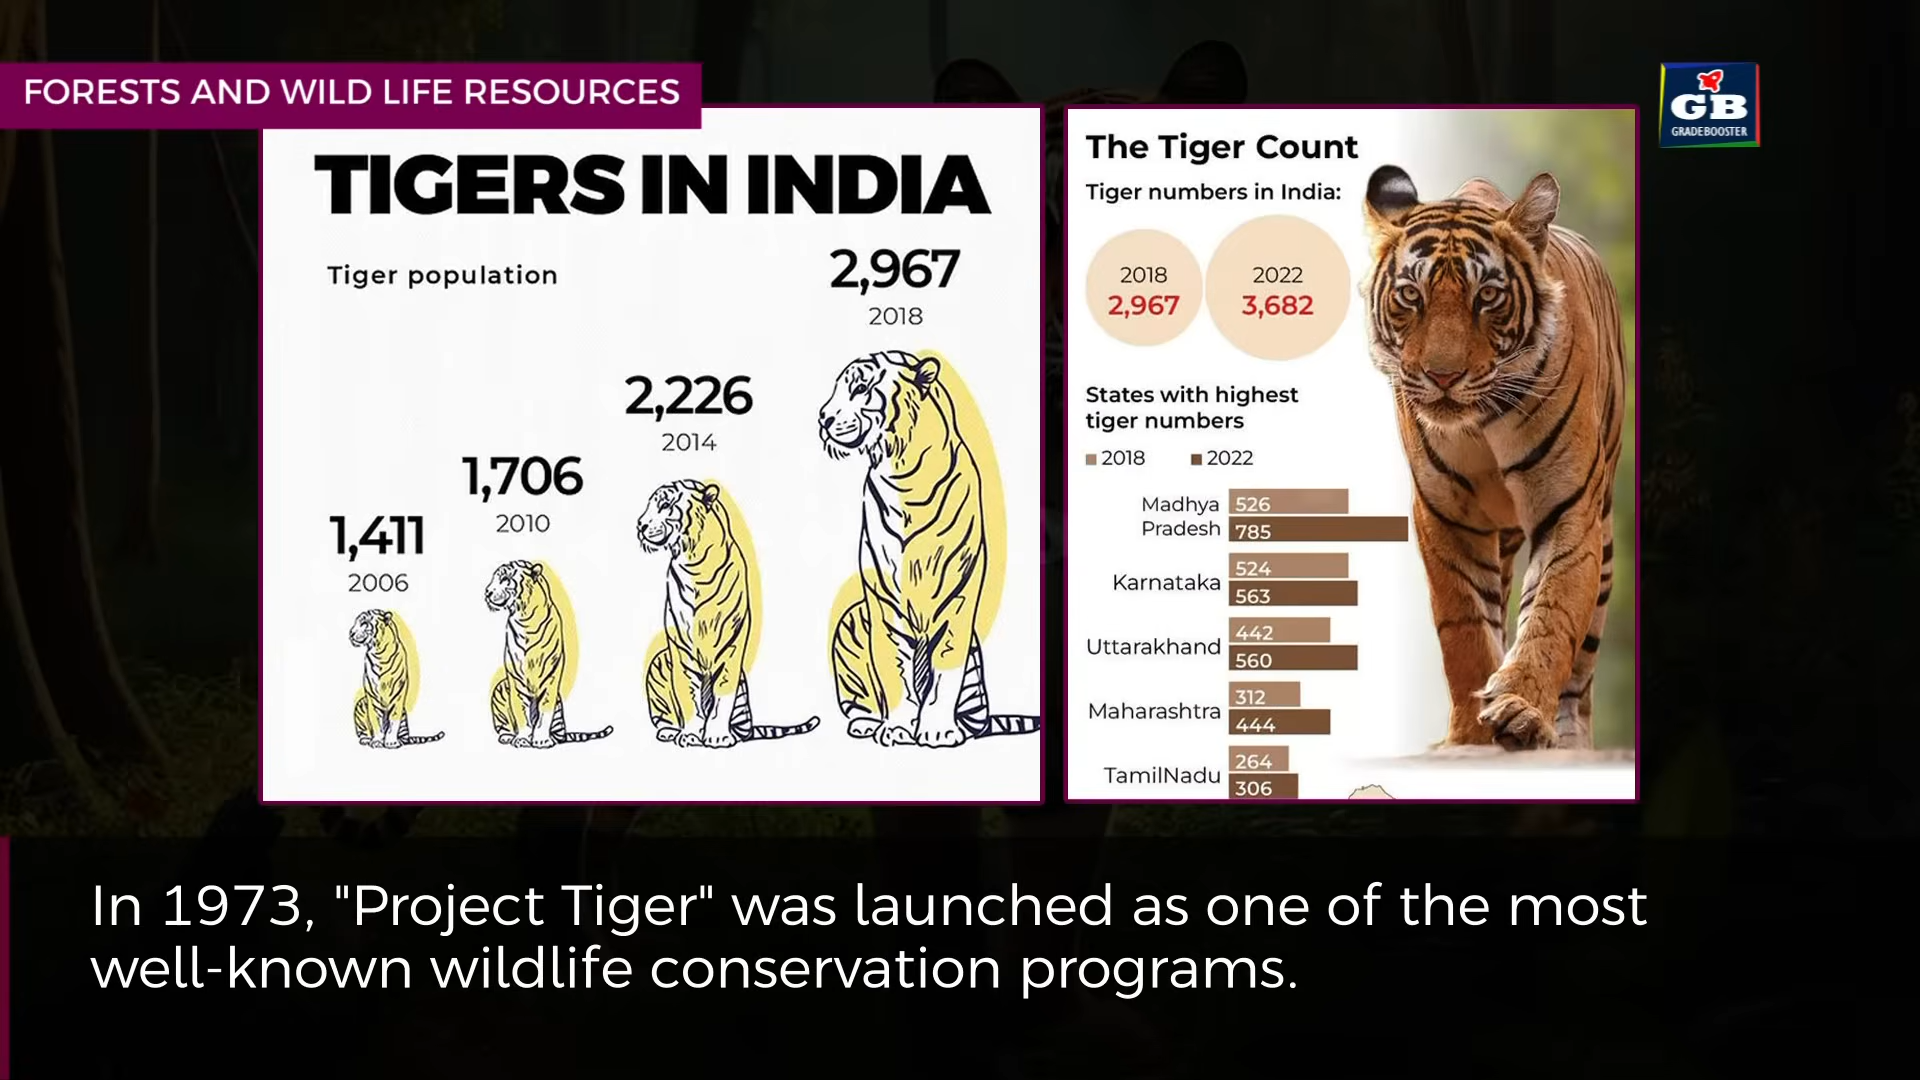 FORESTS AND WILD LIFE RESOURCES
GB
GRADEBOOSTER
TIGERS IN INDIA
Tiger population
2,967
2018
2,226
2014
1,706
2010
1,411
2006
The Tiger Count
Tiger numbers in India:
2018
2,967
2022
3,682
States with highest
tiger numbers
2018 2022
Madhya
Pradesh
526
785
Karnataka
524
563
Uttarakhand
442
560
Maharashtra
312
444
TamilNadu
264
306
In 1973, "Project Tiger" was launched as one of the most
well-known wildlife conservation programs.